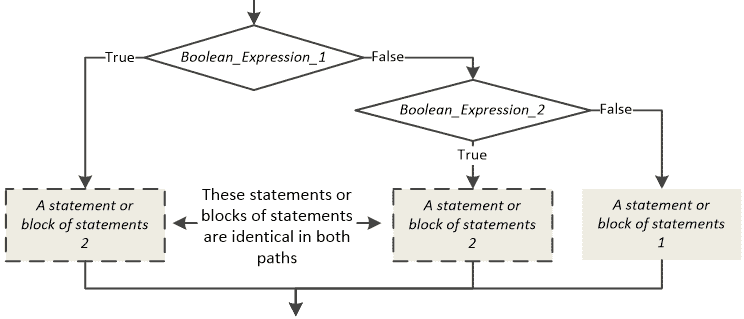 True
Boolean_Expression_1
False
Boolean_Expression_2
False
True
A statement or
block of statements
2
These statements or
blocks of statements
are identical in both
paths
A statement or
block of statements
2
A statement or
block of statements
1